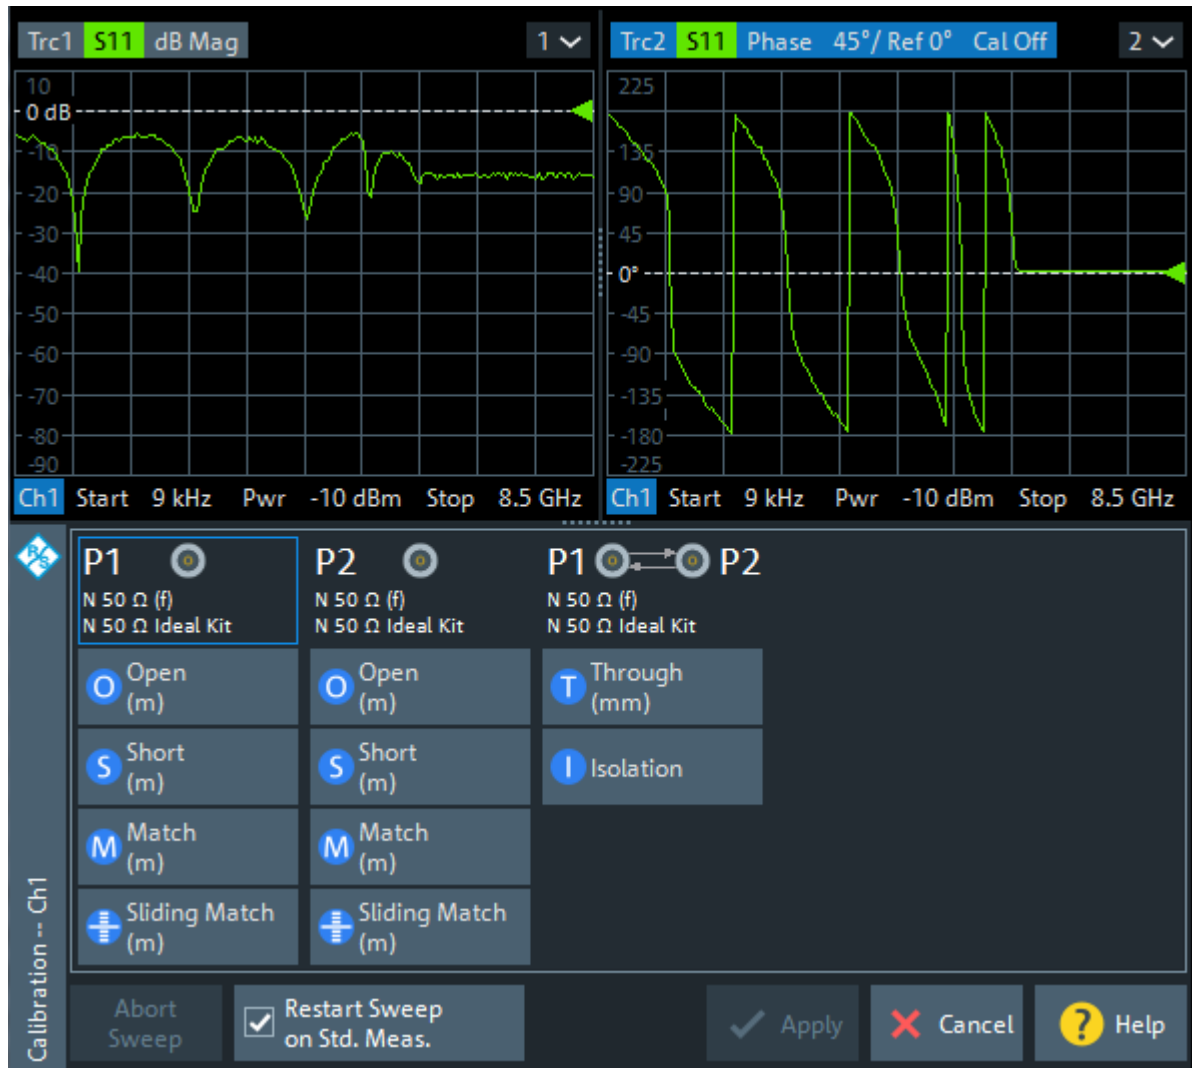 Trc1 S11 dB Mag 1
Trc2 S11 Phase 45°/ Ref 0° Cal Off 2
10
0 dB
-10
-20
-30
-40
-50
-60
-70
-80
-90
225
135
90
45
0°
-45
-90
-135
-180
-225
Ch1 Start 9 kHz Pwr -10 dBm Stop 8.5 GHz
Ch1 Start 9 kHz Pwr -10 dBm Stop 8.5 GHz
R/S
Calibration -- Ch1
P1
N 50 Ω (f)
N 50 Ω Ideal Kit
O Open
(m)
S Short
(m)
M Match
(m)
Sliding Match
(m)
P2
N 50 Ω (f)
N 50 Ω Ideal Kit
O Open
(m)
S Short
(m)
M Match
(m)
Sliding Match
(m)
P1 P2
N 50 Ω (f)
N 50 Ω Ideal Kit
T Through
(mm)
I Isolation
Abort
Sweep
Restart Sweep
on Std. Meas.
Apply
Cancel
? Help